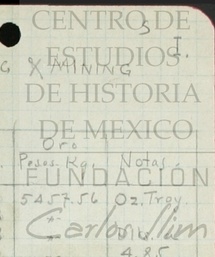 3
CENTRO DE
I.
ESTUDIOS
G X MINING
DE HISTORIA
DE MEXICO
Oro
Pesos. Kg. Notas
FUNDACIÓN
5457.56 Oz. Troy
Carlos Slim
4.85